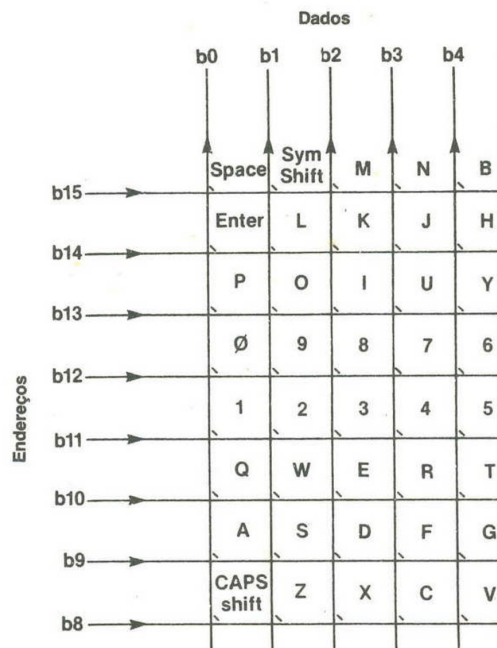 Dados
b0 b1 b2 b3 b4
Space Sym Shift M N B
b15
Enter L K J H
b14
P O I U Y
b13
Ø 9 8 7 6
b12
1 2 3 4 5
b11
Q W E R T
b10
A S D F G
b9
CAPS shift Z X C V
b8
Endereços